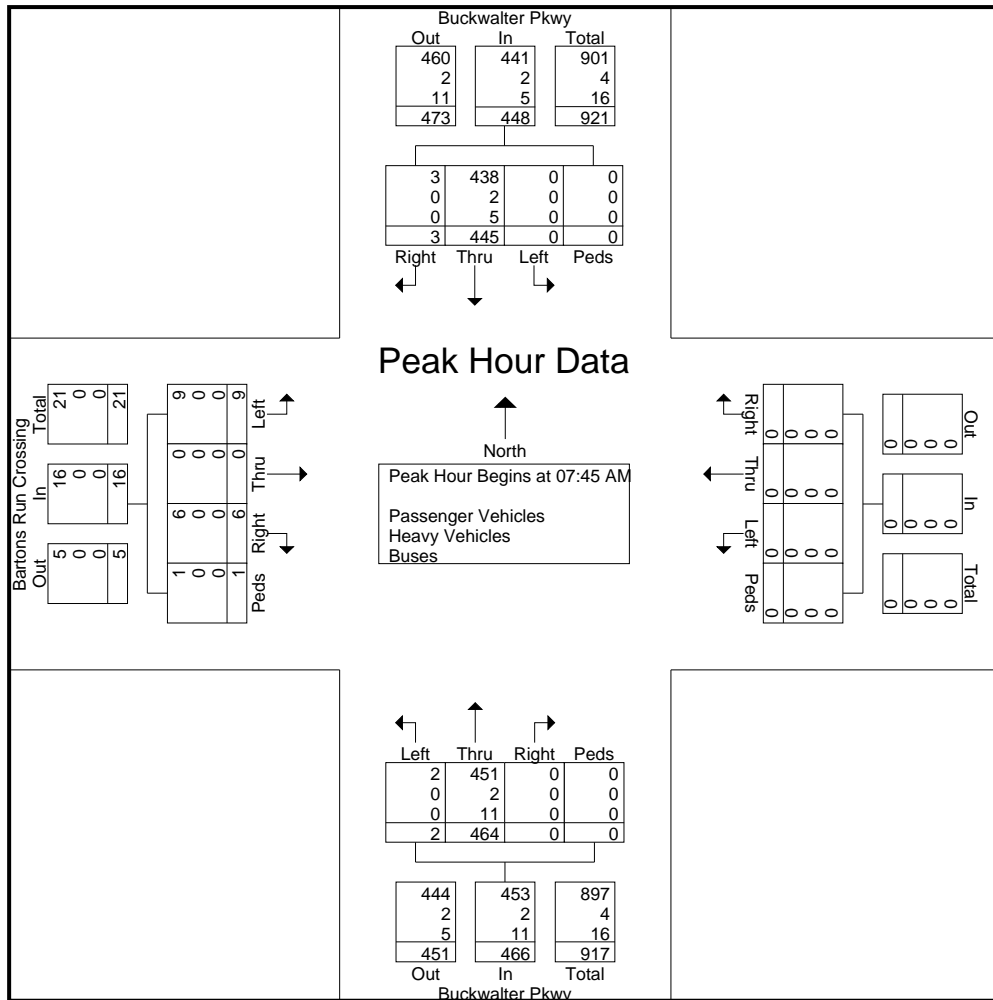 Buckwalter Pkwy
Out In Total
460 441 901
2 2 4
11 5 16
473 448 921
3 438 0 0
0 2 0 0
0 5 0 0
3 445 0 0
Right Thru Left Peds
Peak Hour Data
North
Peak Hour Begins at 07:45 AM
Passenger Vehicles
Heavy Vehicles
Buses
Bartons Run Crossing
Out In Total
5 16 21
0 0 0
0 0 0
5 16 21
1 6 0 9
0 0 0 0
0 0 0 0
1 6 0 9
Peds Right Thru Left
Out In Total
0 0 0
0 0 0
0 0 0
0 0 0
0 0 0 0
0 0 0 0
0 0 0 0
0 0 0 0
Right Thru Left Peds
Left Thru Right Peds
2 451 0 0
0 2 0 0
0 11 0 0
2 464 0 0
444 453 897
2 2 4
5 11 16
451 466 917
Out In Total
Buckwalter Pkwy